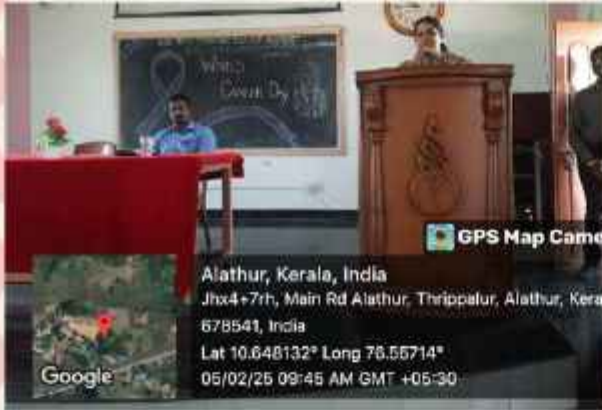 World
Cancer Day
GPS Map Came
Alathur, Kerala, India
Jhx4+7rh, Main Rd Alathur, Thrippalur, Alathur, Kera
678541, India
Lat 10.648132° Long 76.55714°
05/02/25 09:45 AM GMT +05:30
Google